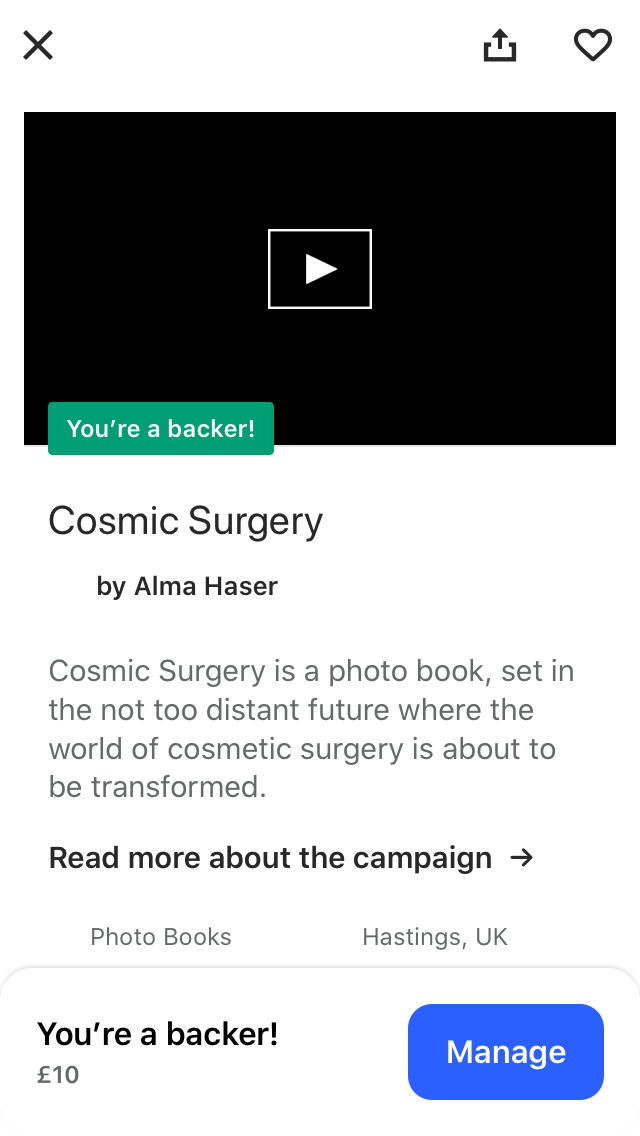 You’re a backer!
Cosmic Surgery
by Alma Haser
Cosmic Surgery is a photo book, set in
the not too distant future where the
world of cosmetic surgery is about to
be transformed.
Read more about the campaign →
Photo Books
Hastings, UK
You’re a backer!
£10
Manage